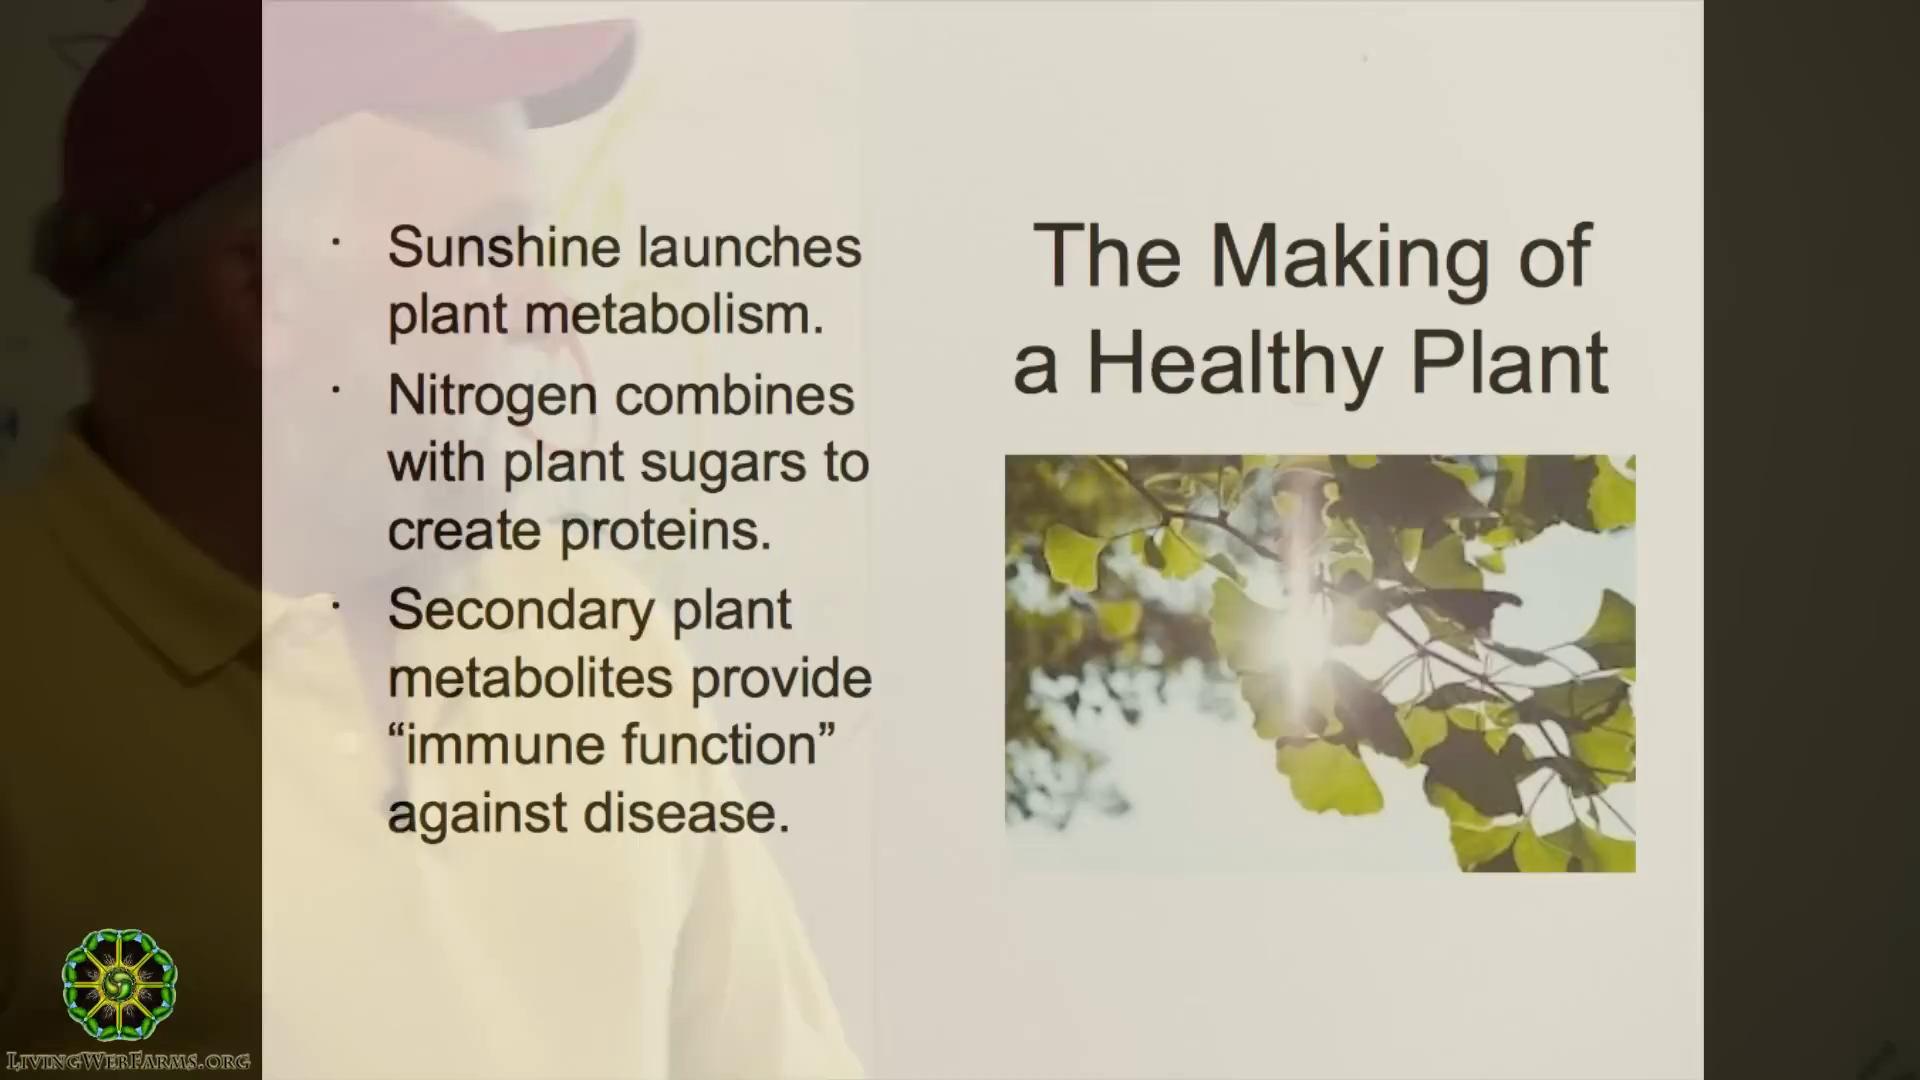 · Sunshine launches
plant metabolism.
· Nitrogen combines
with plant sugars to
create proteins.
· Secondary plant
metabolites provide
“immune function”
against disease.
The Making of
a Healthy Plant
LivingWebFarms.org